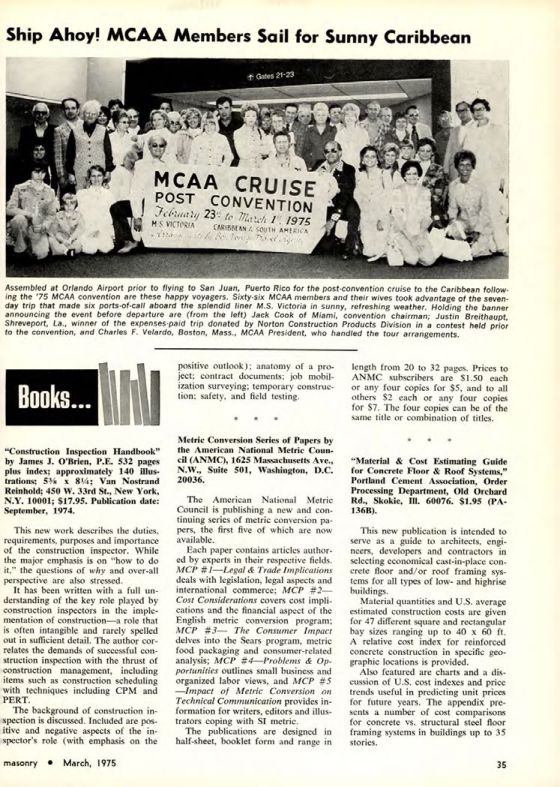 Ship Ahoy! MCAA Members Sail for Sunny Caribbean
Gates 21-23
MCAA CRUISE
POST CONVENTION
February 23rd to March 1st 1975
M.S. VICTORIA CARIBBEAN & SOUTH AMERICA
Assembled at Orlando Airport prior to flying to San Juan, Puerto Rico for the post-convention cruise to the Caribbean follow-
ing the '75 MCAA convention are these happy voyagers. Sixty-six MCAA members and their wives took advantage of the seven-
day trip that made six ports-of-call aboard the splendid liner M.S. Victoria in sunny, refreshing weather. Holding the banner
announcing the event before departure are (from the left) Jack Cook of Miami, convention chairman; Justin Breithaupt,
Shreveport, La., winner of the expenses-paid trip donated by Norton Construction Products Division in a contest held prior
to the convention, and Charles F. Velardo, Boston, Mass., MCAA President, who handled the tour arrangements.
Books...
"Construction Inspection Handbook"
by James J. O'Brien, P.E. 532 pages
plus index; approximately 140 illus-
trations; 5⅜ x 8¼; Van Nostrand
Reinhold; 450 W. 33rd St., New York,
N.Y. 10001; $17.95. Publication date:
September, 1974.
This new work describes the duties,
requirements, purposes and importance
of the construction inspector. While
the major emphasis is on "how to do
it," the questions of why and over-all
perspective are also stressed.
It has been written with a full un-
derstanding of the key role played by
construction inspectors in the imple-
mentation of construction—a role that
is often intangible and rarely spelled
out in sufficient detail. The author cor-
relates the demands of successful con-
struction inspection with the thrust of
construction management, including
items such as construction scheduling
with techniques including CPM and
PERT.
The background of construction in-
spection is discussed. Included are pos-
itive and negative aspects of the in-
spector's role (with emphasis on the
positive outlook); anatomy of a pro-
ject; contract documents; job mobil-
ization surveying; temporary construc-
tion; safety, and field testing.
* * *
Metric Conversion Series of Papers by
the American National Metric Coun-
cil (ANMC), 1625 Massachusetts Ave.,
N.W., Suite 501, Washington, D.C.
20036.
The American National Metric
Council is publishing a new and con-
tinuing series of metric conversion pa-
pers, the first five of which are now
available.
Each paper contains articles author-
ed by experts in their respective fields.
MCP #1—Legal & Trade Implications
deals with legislation, legal aspects and
international commerce; MCP #2—
Cost Considerations covers cost impli-
cations and the financial aspect of the
English metric conversion program;
MCP #3— The Consumer Impact
delves into the Sears program, metric
food packaging and consumer-related
analysis; MCP #4—Problems & Op-
portunities outlines small business and
organized labor views, and MCP #5
—Impact of Metric Conversion on
Technical Communication provides in-
formation for writers, editors and illus-
trators coping with SI metric.
The publications are designed in
half-sheet, booklet form and range in
length from 20 to 32 pages. Prices to
ANMC subscribers are $1.50 each
or any four copies for $5, and to all
others $2 each or any four copies
for $7. The four copies can be of the
same title or combination of titles.
* * *
"Material & Cost Estimating Guide
for Concrete Floor & Roof Systems,"
Portland Cement Association, Order
Processing Department, Old Orchard
Rd., Skokie, Ill. 60076. $1.95 (PA-
136B).
This new publication is intended to
serve as a guide to architects, engi-
neers, developers and contractors in
selecting economical cast-in-place con-
crete floor and/or roof framing sys-
tems for all types of low- and highrise
buildings.
Material quantities and U.S. average
estimated construction costs are given
for 47 different square and rectangular
bay sizes ranging up to 40 x 60 ft.
A relative cost index for reinforced
concrete construction in specific geo-
graphic locations is provided.
Also featured are charts and a dis-
cussion of U.S. cost indexes and price
trends useful in predicting unit prices
for future years. The appendix pre-
sents a number of cost comparisons
for concrete vs. structural steel floor
framing systems in buildings up to 35
stories.
masonry • March, 1975
35